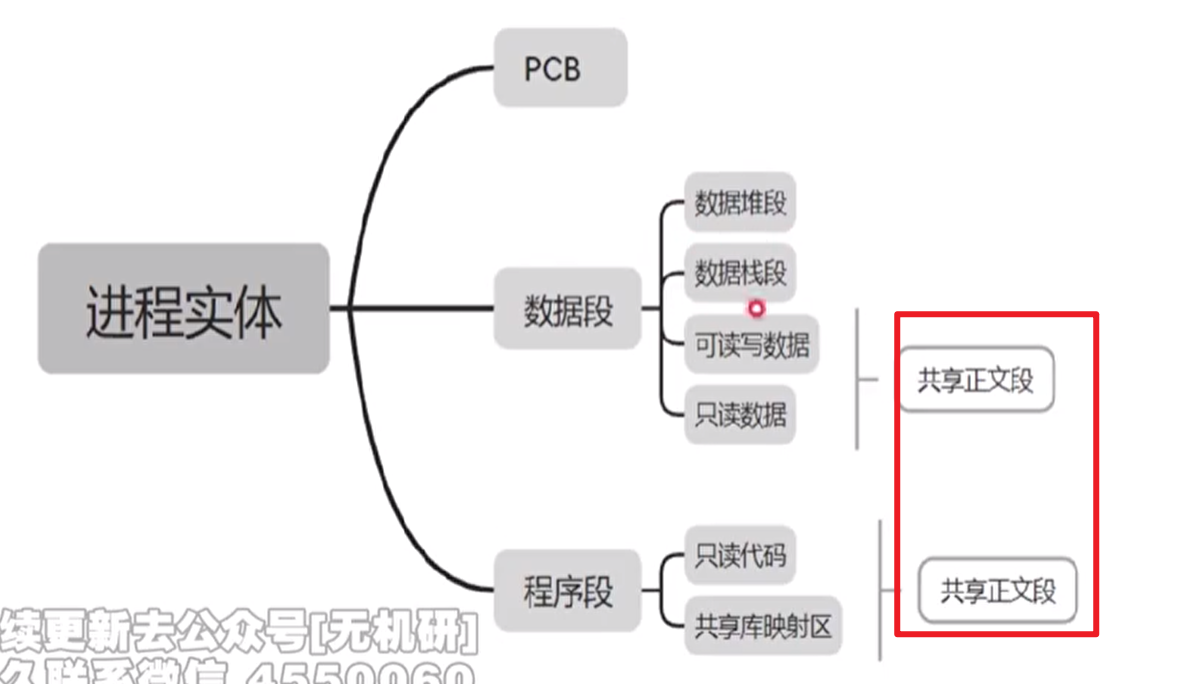 PCB
数据堆段
数据栈段
进程实体
数据段
可读写数据
共享正文段
只读数据
只读代码
程序段
共享正文段
共享库映射区
续更新去公众号[无机研]
久联系微信 4550060